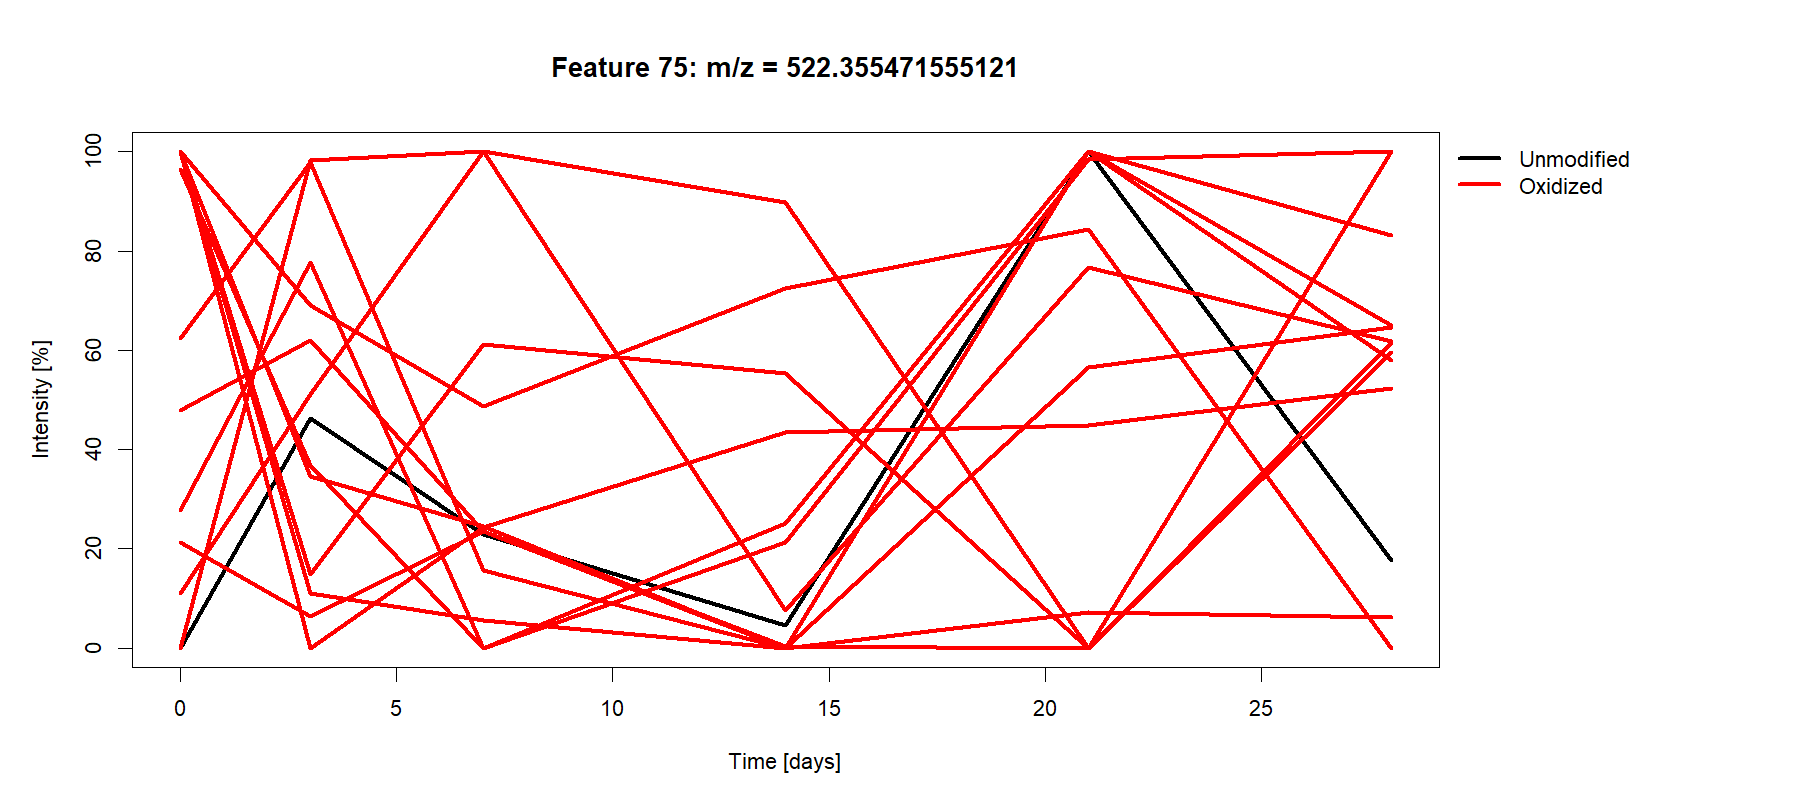 Feature 75: m/z = 522.355471555121
Unmodified
Oxidized
Intensity [%]
100
80
60
40
20
0
0 5 10 15 20 25
Time [days]